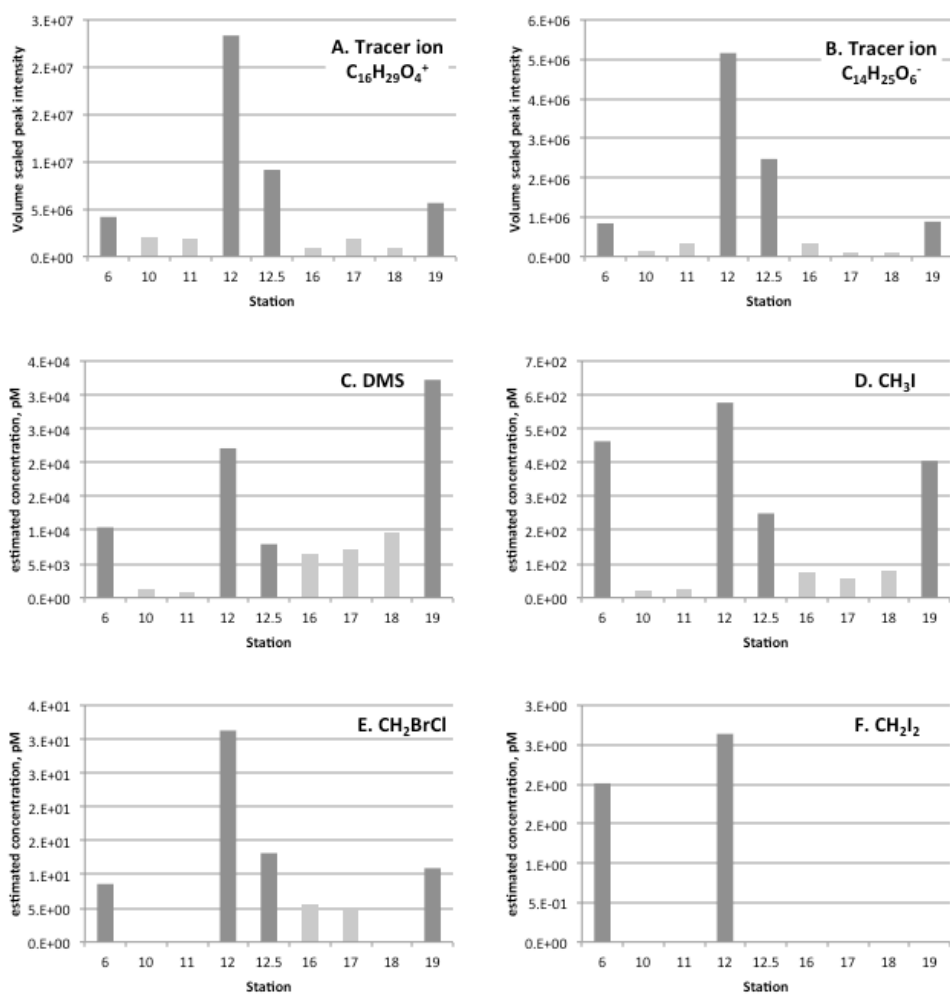 A. Tracer ion
C₁₆H₂₉O₄⁺
Volume scaled peak intensity
3.E+07
2.E+07
2.E+07
1.E+07
5.E+06
0.E+00
6 10 11 12 12.5 16 17 18 19
Station
B. Tracer ion
C₁₄H₂₅O₆⁻
Volume scaled peak intensity
6.E+06
5.E+06
4.E+06
3.E+06
2.E+06
1.E+06
0.E+00
6 10 11 12 12.5 16 17 18 19
Station
C. DMS
estimated concentration, pM
4.E+04
3.E+04
3.E+04
2.E+04
2.E+04
1.E+04
5.E+03
0.E+00
6 10 11 12 12.5 16 17 18 19
Station
D. CH₃I
estimated concentration, pM
7.E+02
6.E+02
5.E+02
4.E+02
3.E+02
2.E+02
1.E+02
0.E+00
6 10 11 12 12.5 16 17 18 19
Station
E. CH₂BrCl
estimated concentration, pM
4.E+01
3.E+01
3.E+01
2.E+01
2.E+01
1.E+01
5.E+00
0.E+00
6 10 11 12 12.5 16 17 18 19
Station
F. CH₂I₂
estimated concentration, pM
3.E+00
3.E+00
2.E+00
2.E+00
1.E+00
5.E-01
0.E+00
6 10 11 12 12.5 16 17 18 19
Station